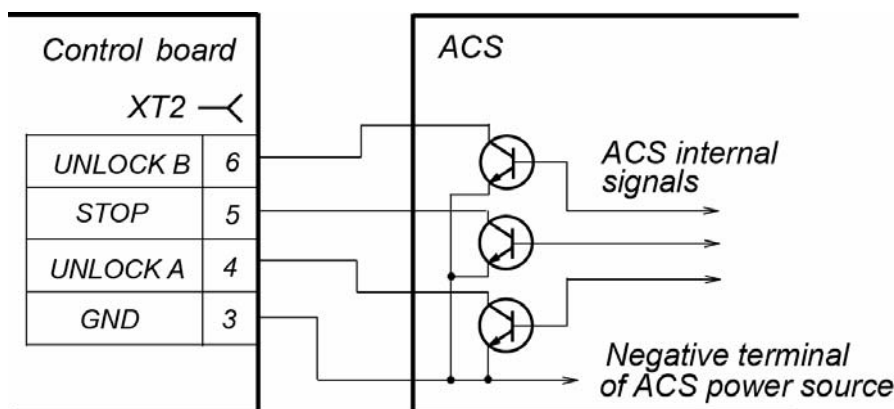 Control board
ACS
XT2
UNLOCK B 6
STOP 5
UNLOCK A 4
GND 3
ACS internal
signals
Negative terminal
of ACS power source